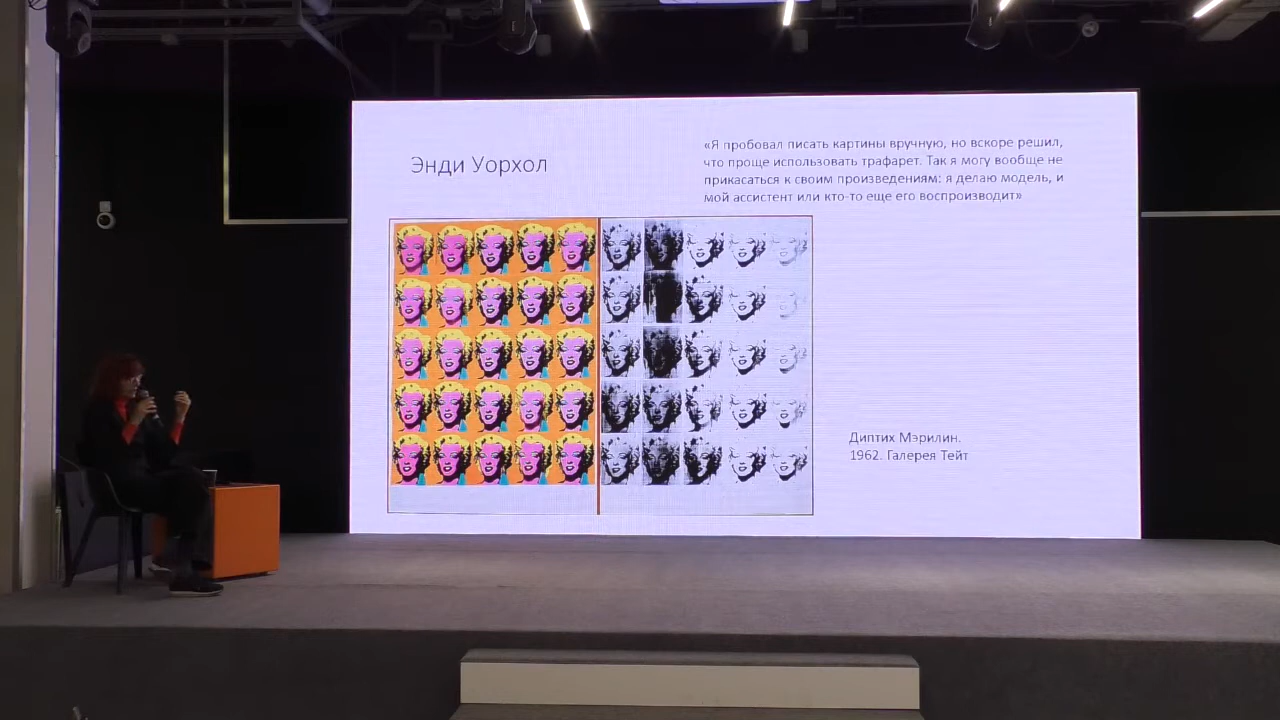 Энди Уорхол
«Я пробовал писать картины вручную, но вскоре решил,
что проще использовать трафарет. Так я могу вообще не
прикасаться к своим произведениям: я делаю модель, и
мой ассистент или кто-то еще его воспроизводит»
Диптих Мэрилин.
1962. Галерея Тейт